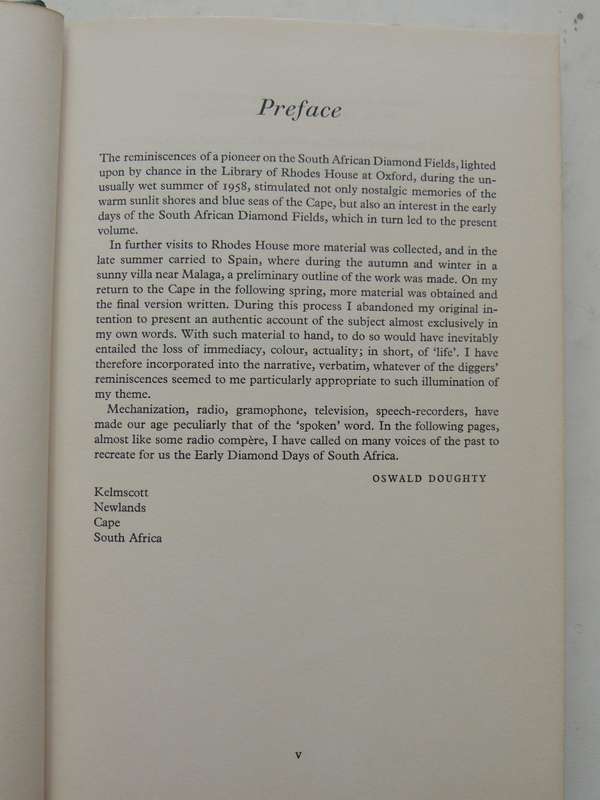 Preface
The reminiscences of a pioneer on the South African Diamond Fields, lighted
upon by chance in the Library of Rhodes House at Oxford, during the un-
usually wet summer of 1958, stimulated not only nostalgic memories of the
warm sunlit shores and blue seas of the Cape, but also an interest in the early
days of the South African Diamond Fields, which in turn led to the present
volume.
In further visits to Rhodes House more material was collected, and in the
late summer carried to Spain, where during the autumn and winter in a
sunny villa near Malaga, a preliminary outline of the work was made. On my
return to the Cape in the following spring, more material was obtained and
the final version written. During this process I abandoned my original in-
tention to present an authentic account of the subject almost exclusively in
my own words. With such material to hand, to do so would have inevitably
entailed the loss of immediacy, colour, actuality; in short, of ‘life’. I have
therefore incorporated into the narrative, verbatim, whatever of the diggers’
reminiscences seemed to me particularly appropriate to such illumination of
my theme.
Mechanization, radio, gramophone, television, speech-recorders, have
made our age peculiarly that of the ‘spoken’ word. In the following pages,
almost like some radio compère, I have called on many voices of the past to
recreate for us the Early Diamond Days of South Africa.
OSWALD DOUGHTY
Kelmscott
Newlands
Cape
South Africa
v